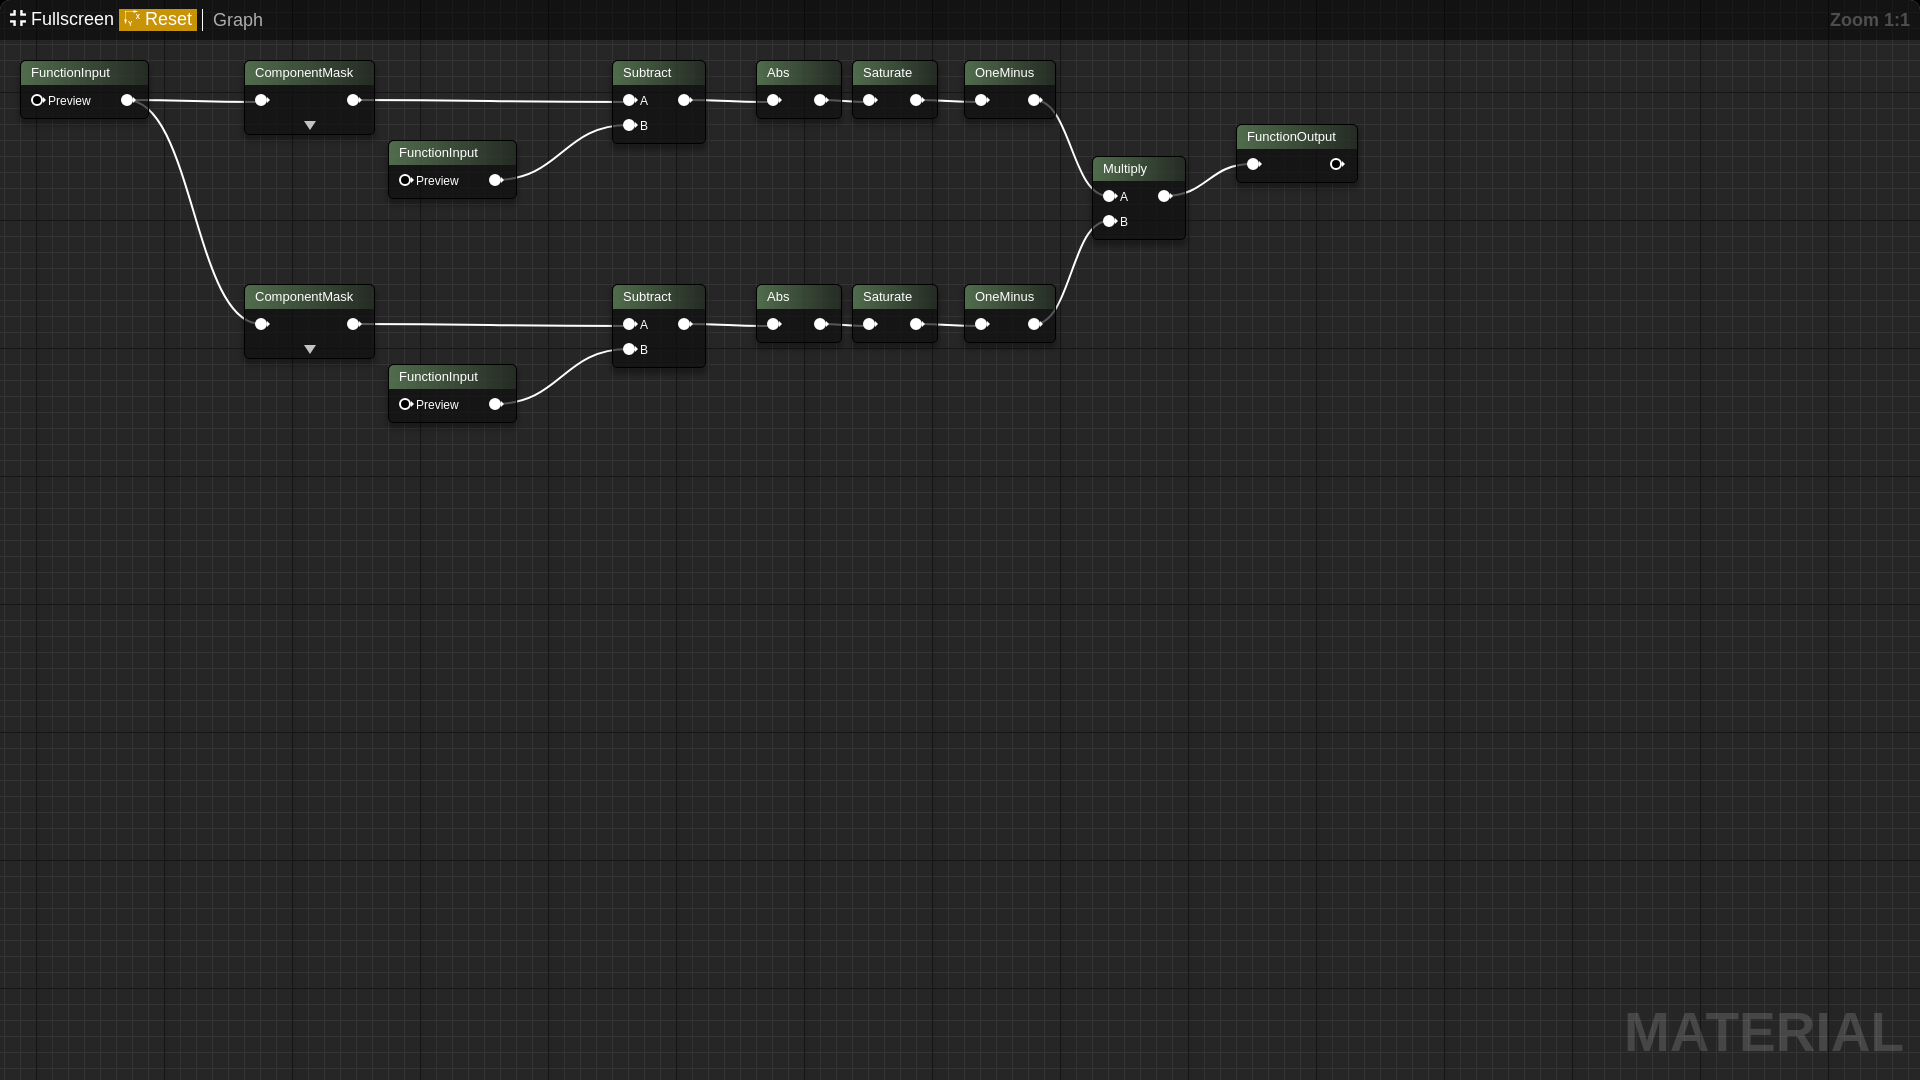 Fullscreen Reset Graph Zoom 1:1
FunctionInput
Preview
ComponentMask
Subtract
A
B
Abs
Saturate
OneMinus
FunctionInput
Preview
Multiply
A
B
FunctionOutput
ComponentMask
Subtract
A
B
Abs
Saturate
OneMinus
FunctionInput
Preview
MATERIAL